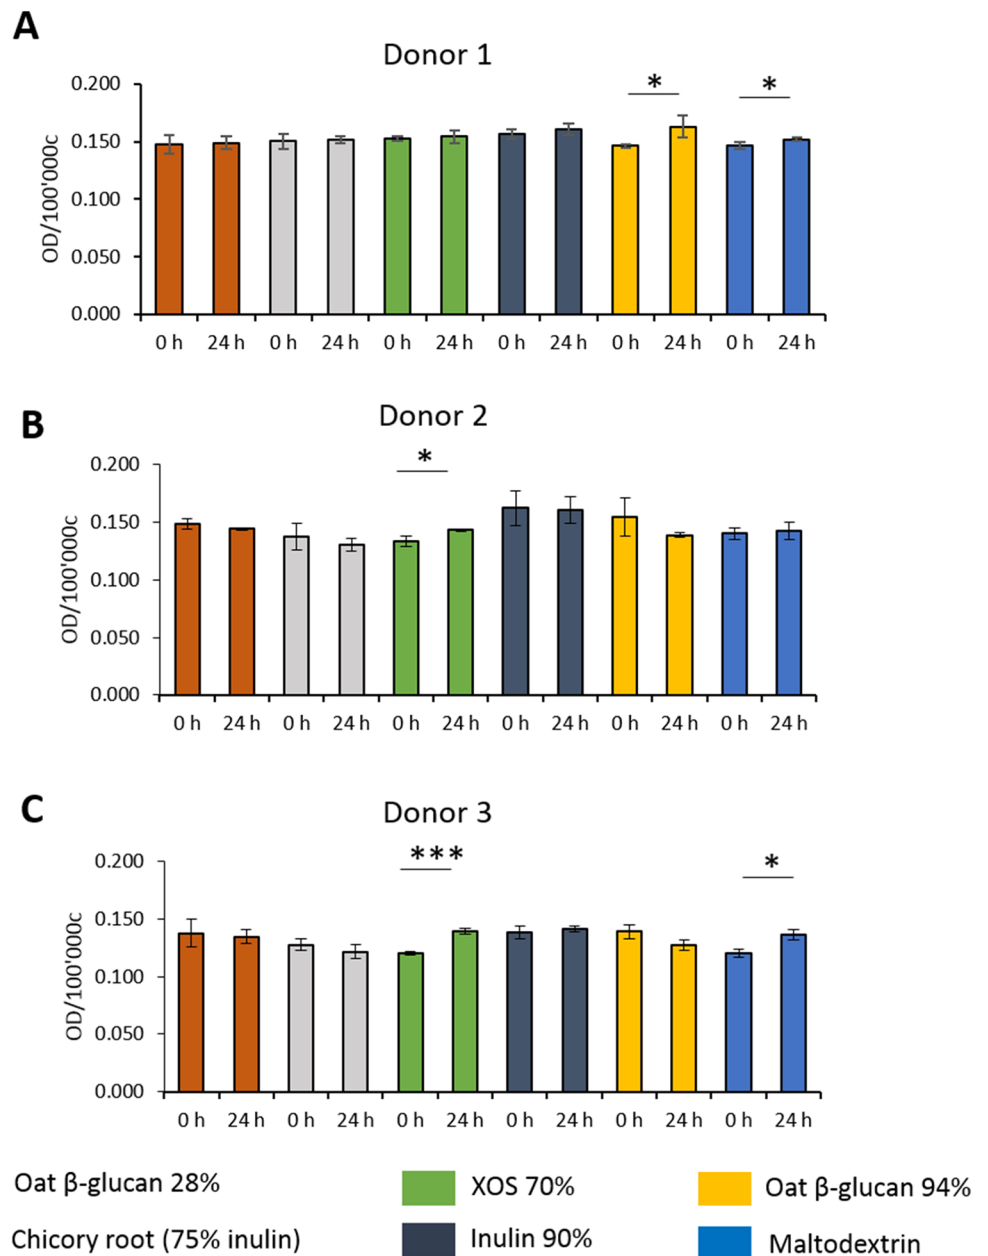 A
Donor 1
*
*
0.200
0.150
0.100
0.050
0.000
OD/100'000c
0 h 24 h 0 h 24 h 0 h 24 h 0 h 24 h 0 h 24 h 0 h 24 h
B
Donor 2
*
0.200
0.150
0.100
0.050
0.000
OD/100'000c
0 h 24 h 0 h 24 h 0 h 24 h 0 h 24 h 0 h 24 h 0 h 24 h
C
Donor 3
***
*
0.200
0.150
0.100
0.050
0.000
OD/100'000c
0 h 24 h 0 h 24 h 0 h 24 h 0 h 24 h 0 h 24 h 0 h 24 h
Oat β-glucan 28% XOS 70% Oat β-glucan 94%
Chicory root (75% inulin) Inulin 90% Maltodextrin